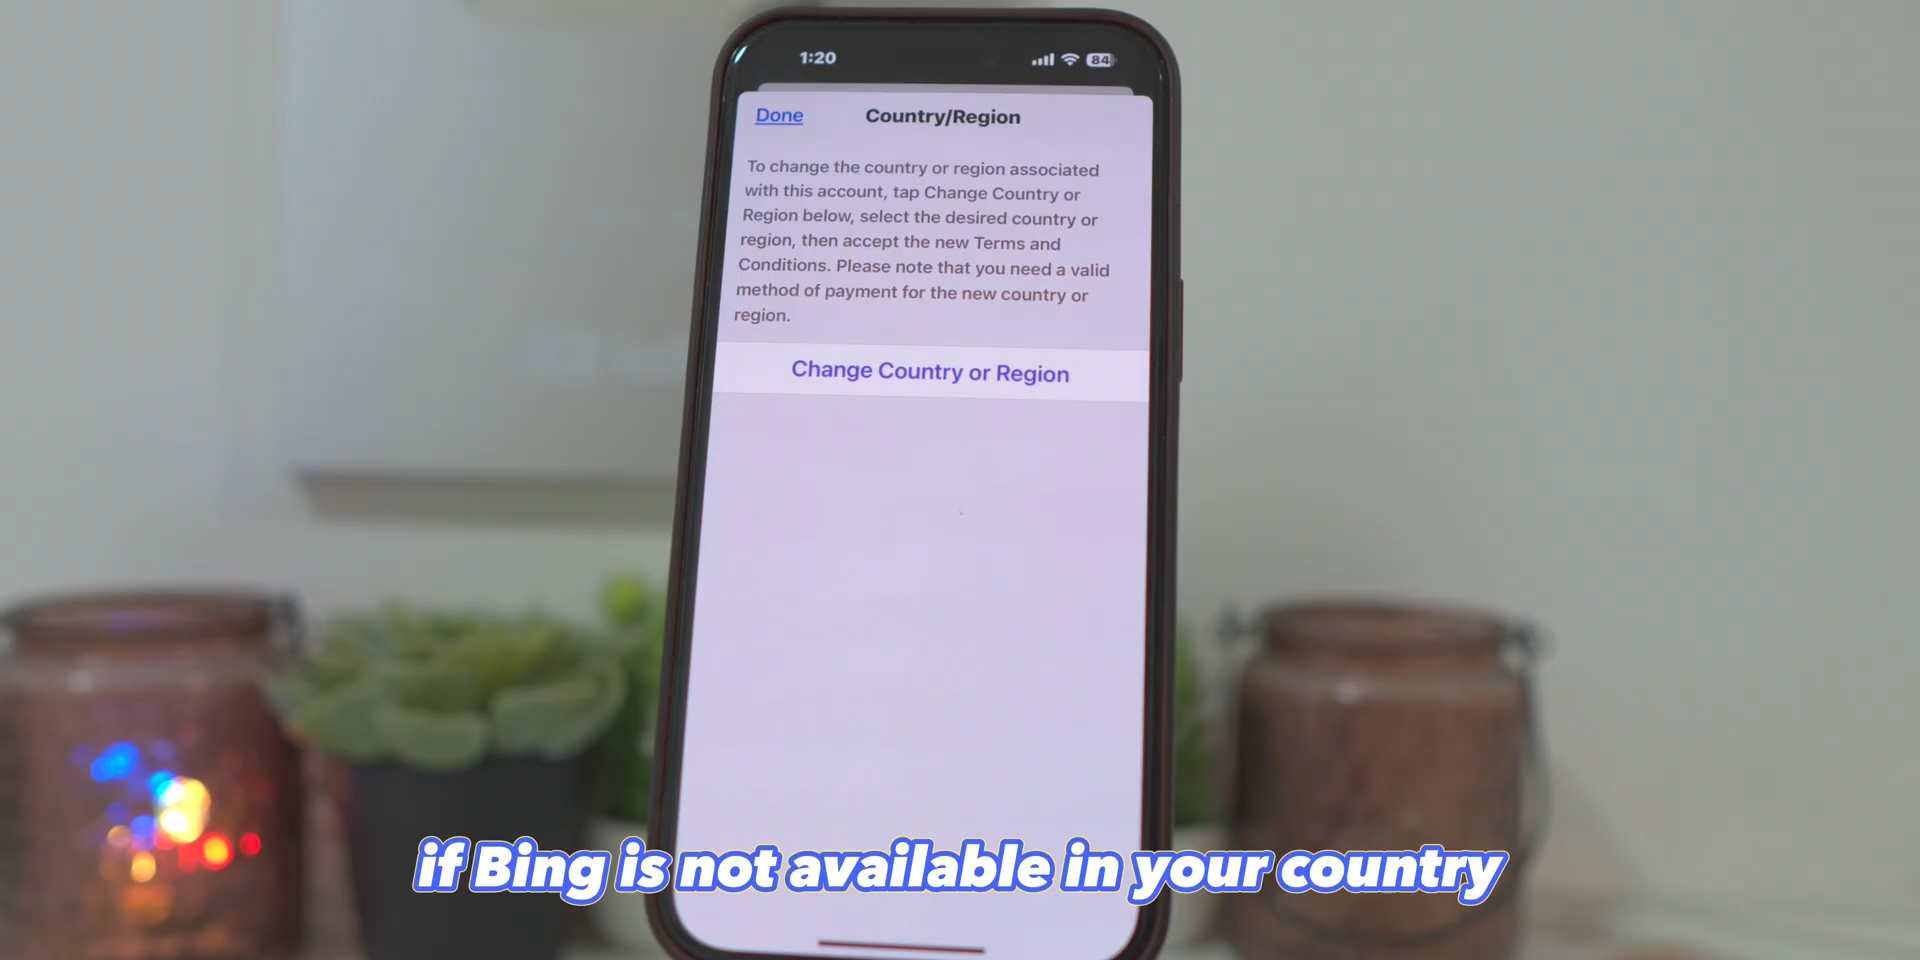 1:20
84
Done
Country/Region
To change the country or region associated
with this account, tap Change Country or
Region below, select the desired country or
region, then accept the new Terms and
Conditions. Please note that you need a valid
method of payment for the new country or
region.
Change Country or Region
if Bing is not available in your country